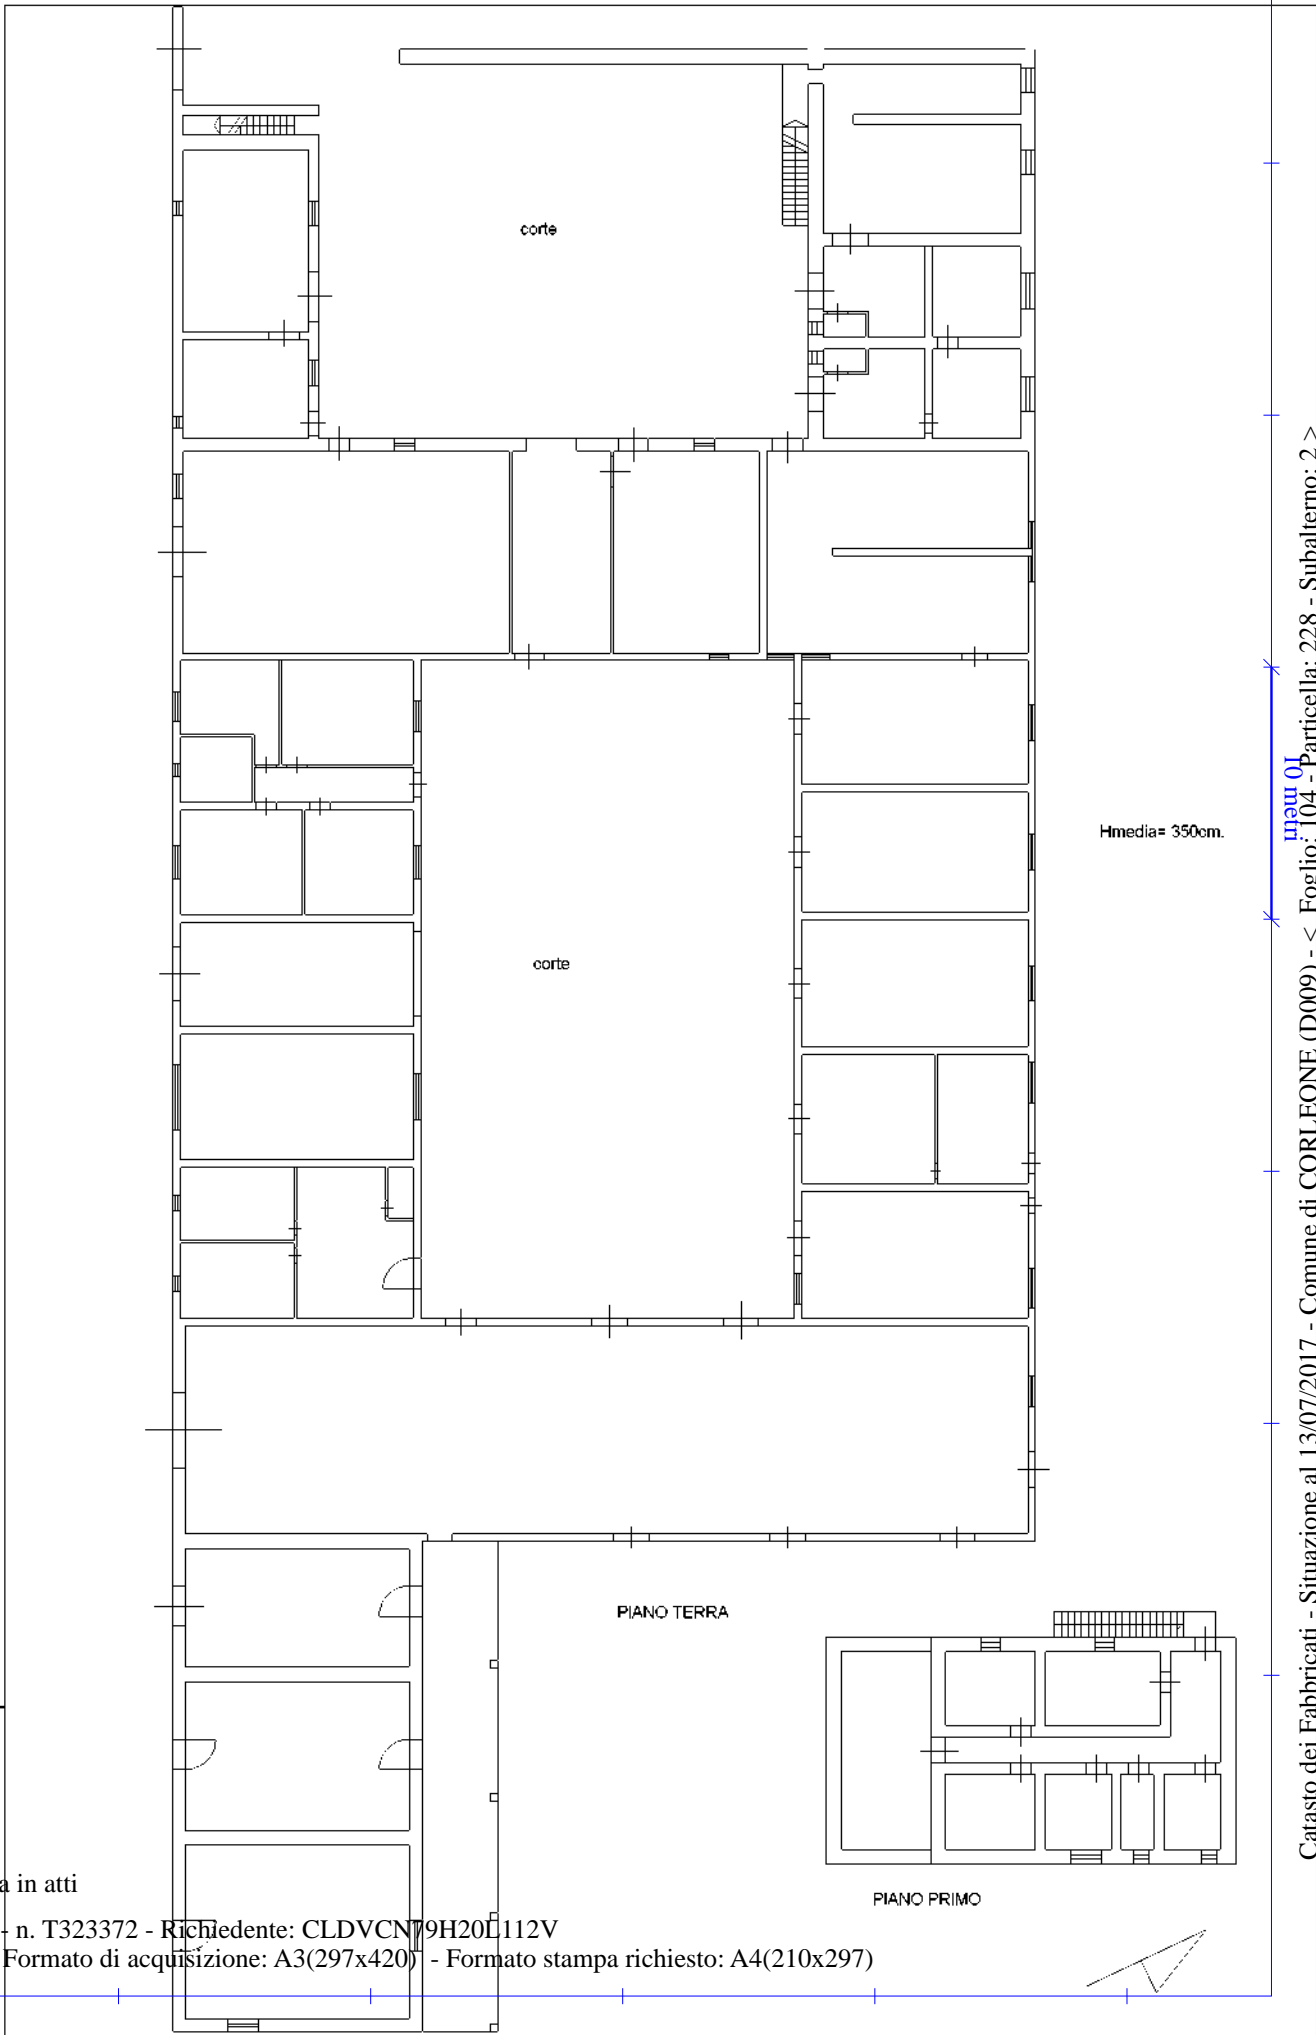 corte
Hmedia= 350cm.
corte
PIANO TERRA
PIANO PRIMO
a in atti
- n. T323372 - Richiedente: CLDVCN79H20L112V
Formato di acquisizione: A3(297x420) - Formato stampa richiesto: A4(210x297)
10 metri
Catasto dei Fabbricati - Situazione al 13/07/2017 - Comune di CORLEONE (D009) - < Foglio: 104 - Particella: 228 - Subalterno: 2 >